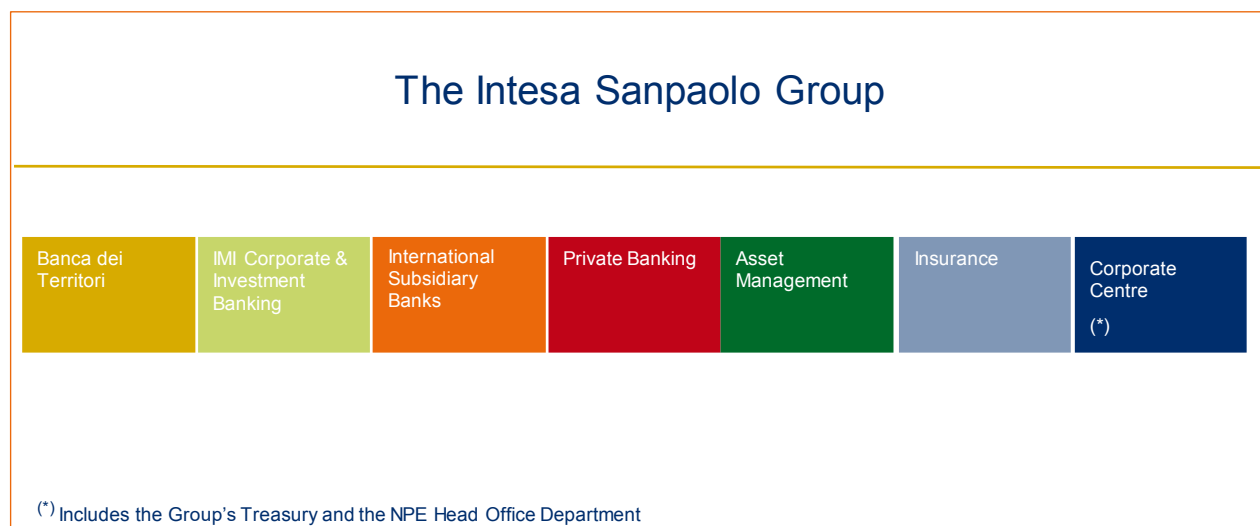 The Intesa Sanpaolo Group
Banca dei
Territori
IMI Corporate &
Investment
Banking
International
Subsidiary
Banks
Private Banking
Asset
Management
Insurance
Corporate
Centre
(*)
(*) Includes the Group's Treasury and the NPE Head Office Department